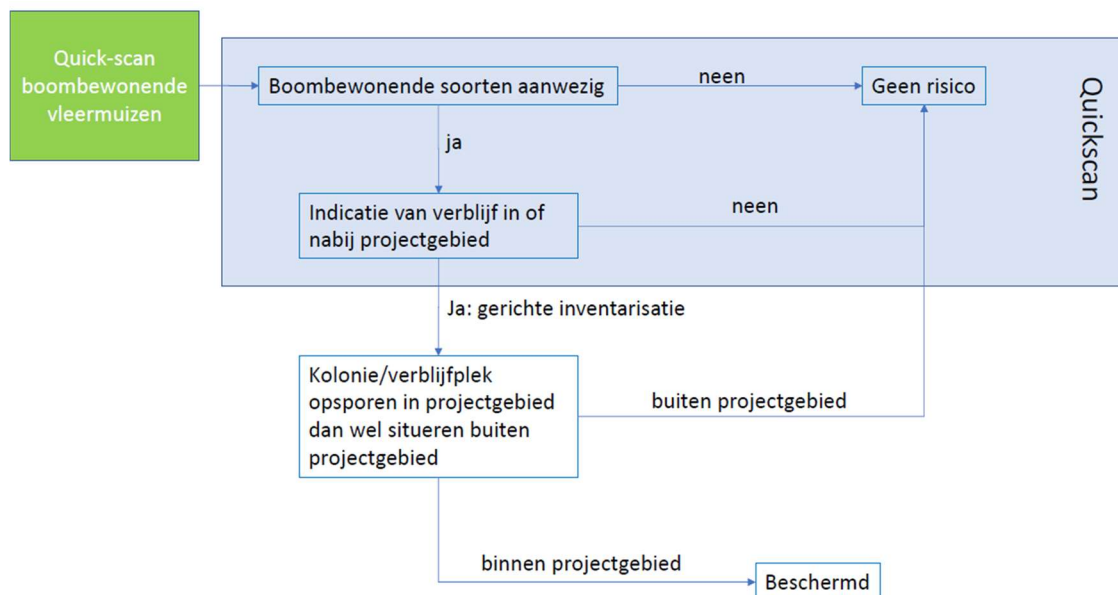 Quick-scan
boombewonende
vleermuizen
Boombewonende soorten aanwezig
neen
Geen risico
Quickscan
ja
Indicatie van verblijf in of
nabij projectgebied
neen
Ja: gerichte inventarisatie
Kolonie/verblijfplek
opsporen in projectgebied
dan wel situeren buiten
projectgebied
buiten projectgebied
binnen projectgebied
Beschermd